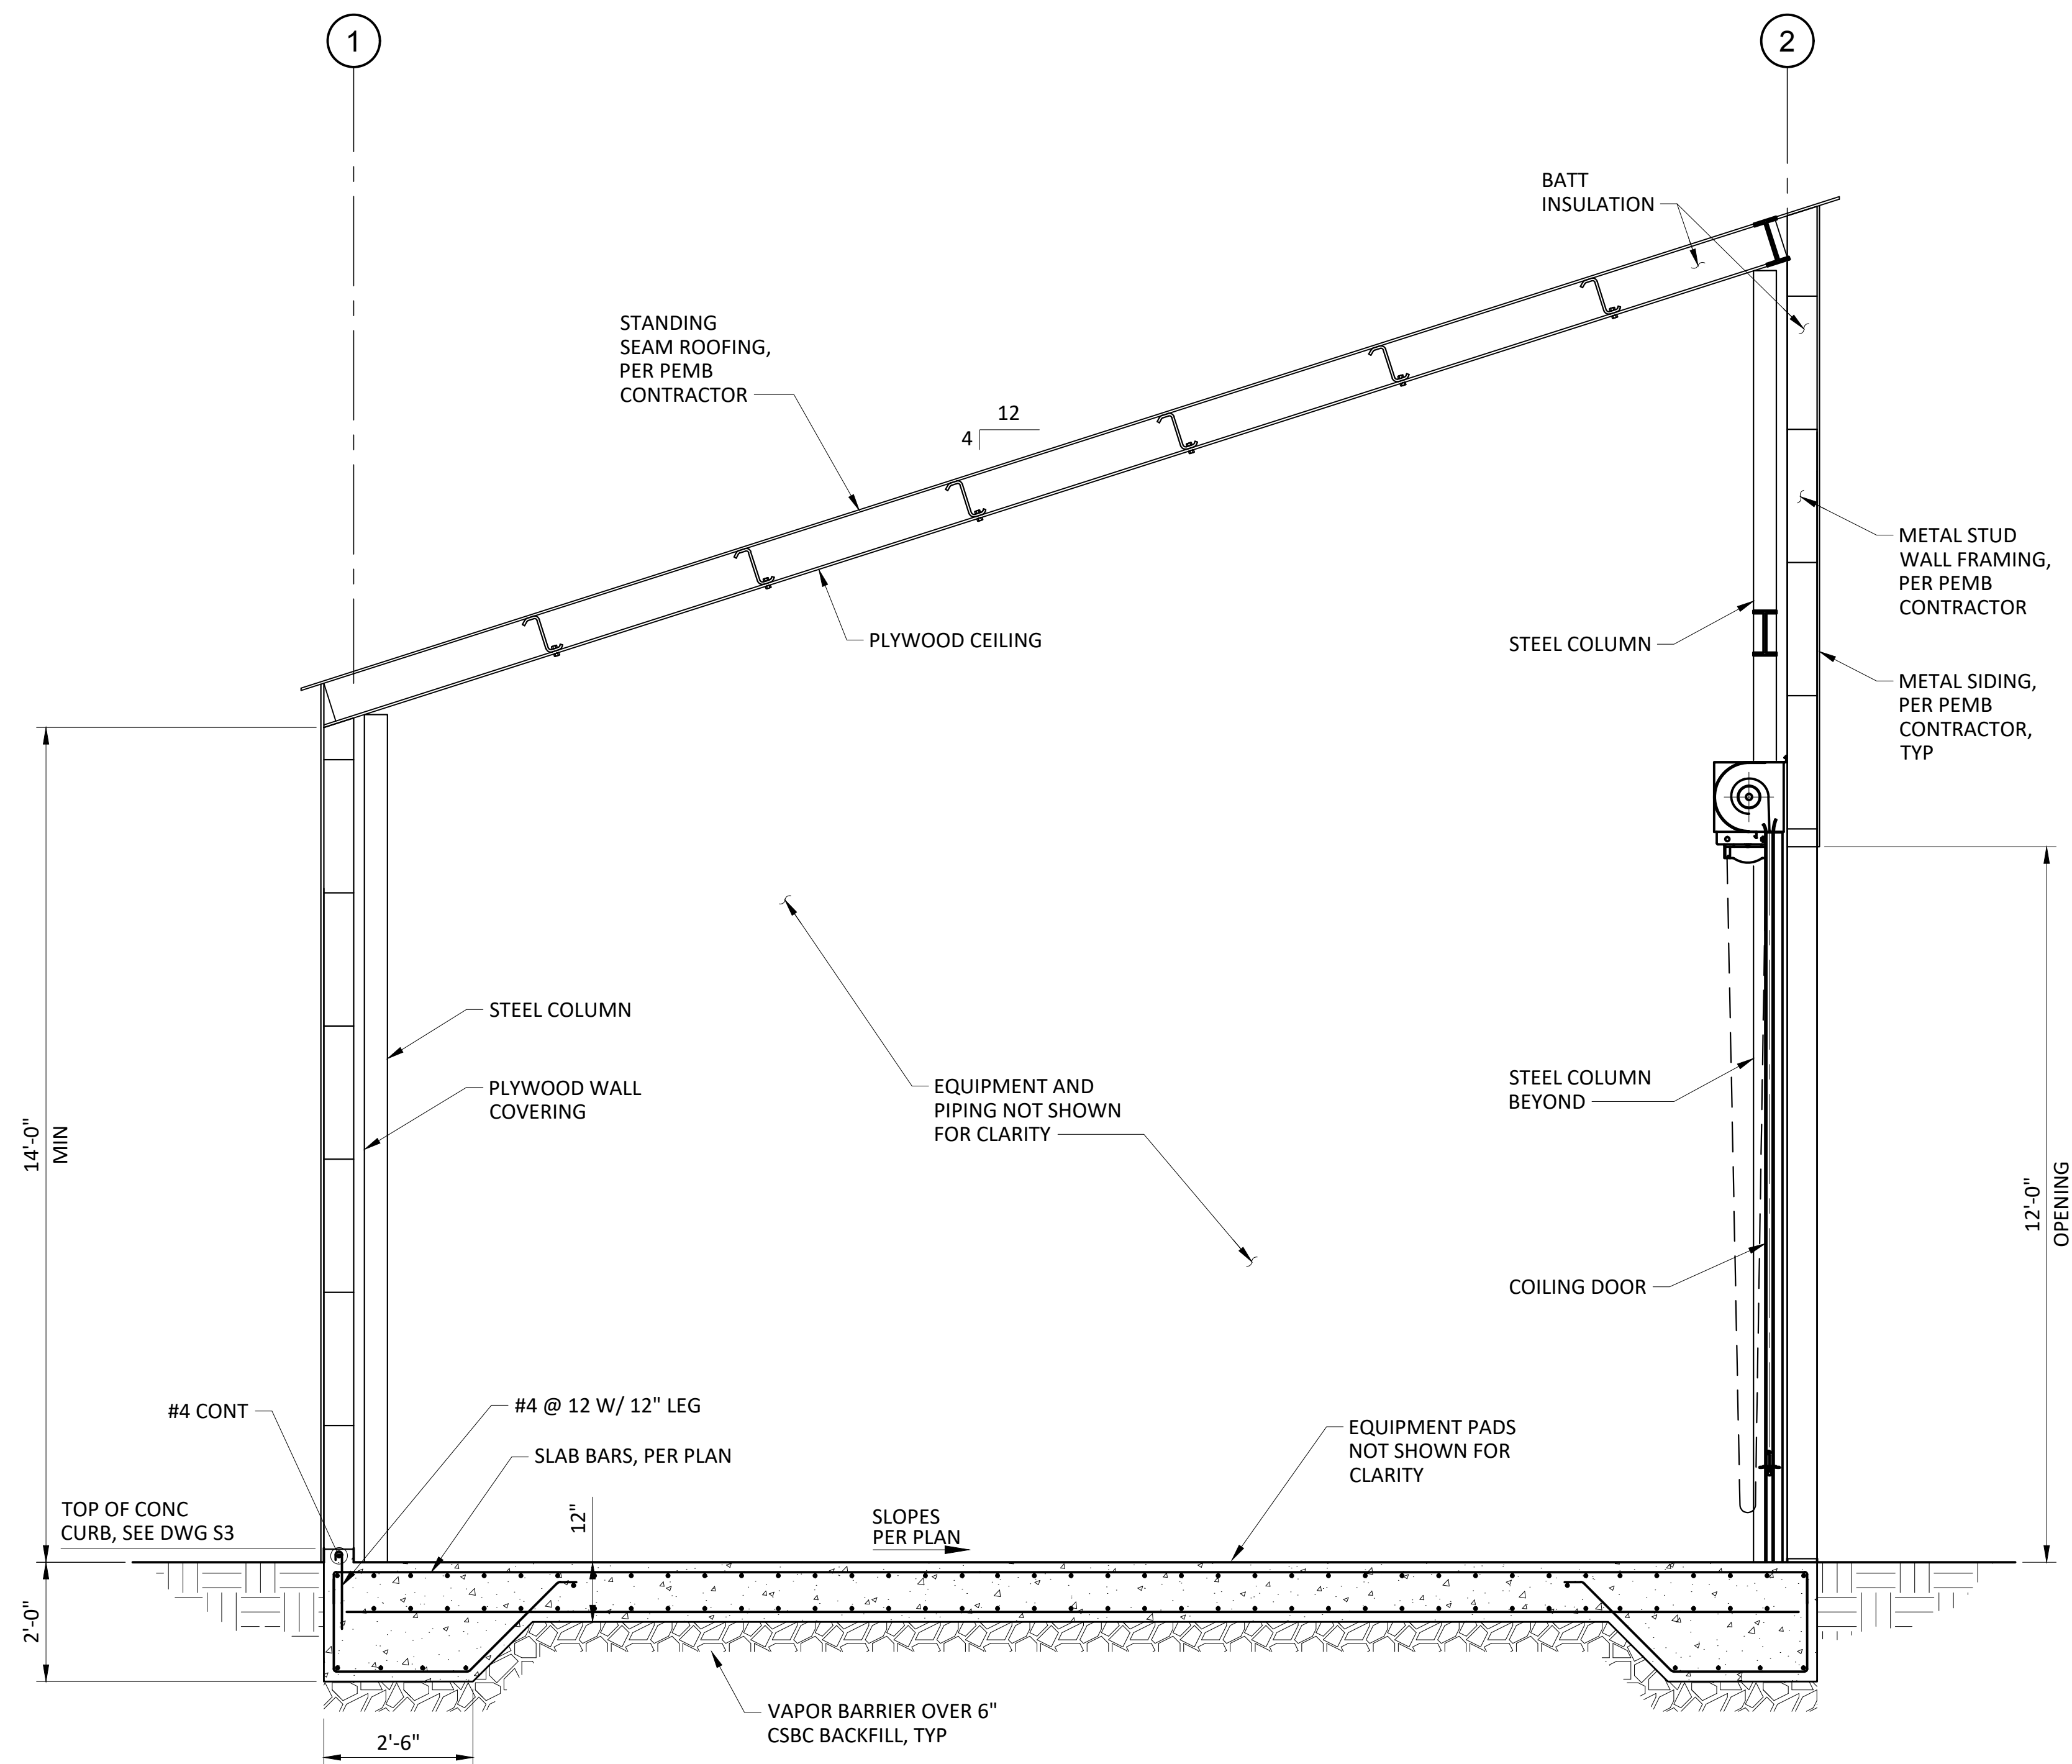 1
2
BATT
INSULATION
STANDING
SEAM ROOFING,
PER PEMB
CONTRACTOR
12
4
METAL STUD
WALL FRAMING,
PER PEMB
CONTRACTOR
PLYWOOD CEILING
STEEL COLUMN
METAL SIDING,
PER PEMB
CONTRACTOR,
TYP
STEEL COLUMN
PLYWOOD WALL
COVERING
EQUIPMENT AND
PIPING NOT SHOWN
FOR CLARITY
STEEL COLUMN
BEYOND
14'-0"
MIN
12'-0"
OPENING
COILING DOOR
#4 CONT
#4 @ 12 W/ 12" LEG
SLAB BARS, PER PLAN
EQUIPMENT PADS
NOT SHOWN FOR
CLARITY
TOP OF CONC
CURB, SEE DWG S3
12"
SLOPES
PER PLAN
2'-0"
VAPOR BARRIER OVER 6"
CSBC BACKFILL, TYP
2'-6"